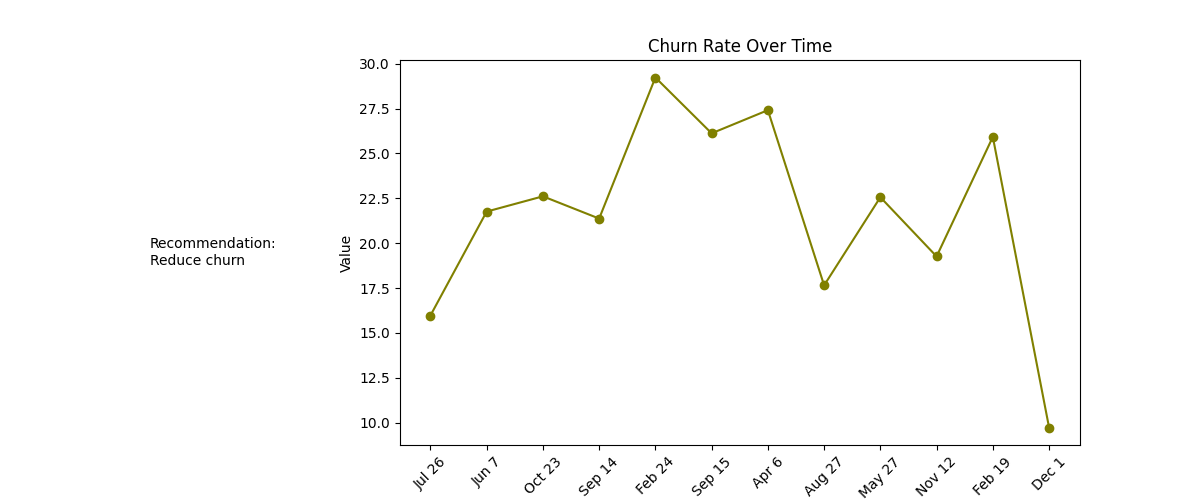 Churn Rate Over Time
Recommendation:
Reduce churn
Value
30.0
27.5
25.0
22.5
20.0
17.5
15.0
12.5
10.0
Jul 26
Jun 7
Oct 23
Sep 14
Feb 24
Sep 15
Apr 6
Aug 27
May 27
Nov 12
Feb 19
Dec 1